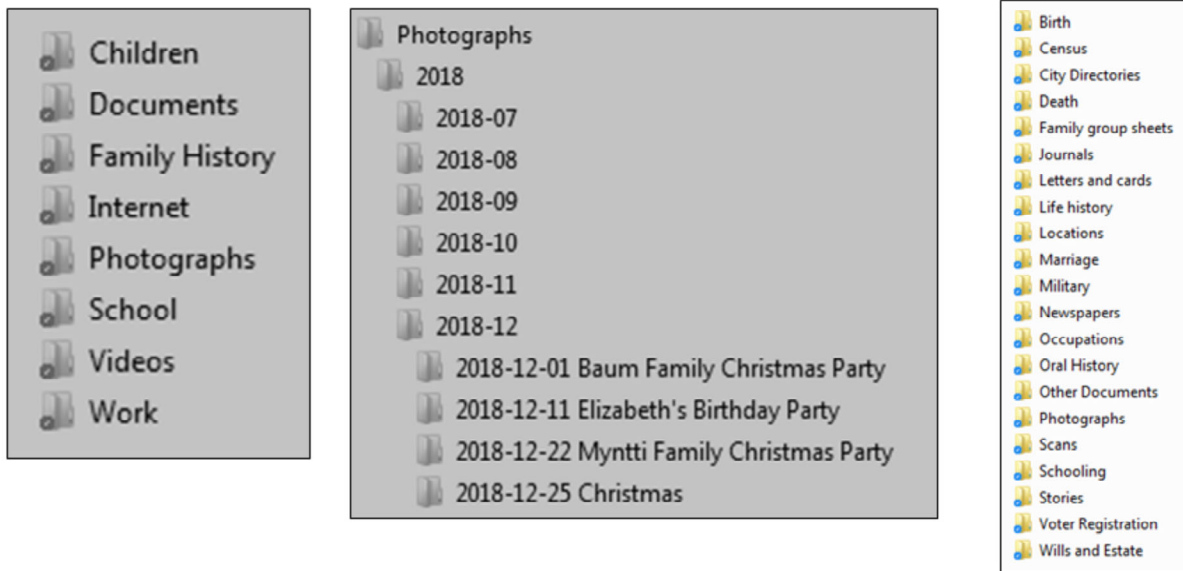 Children
Documents
Family History
Internet
Photographs
School
Videos
Work
Photographs
2018
2018-07
2018-08
2018-09
2018-10
2018-11
2018-12
2018-12-01 Baum Family Christmas Party
2018-12-11 Elizabeth's Birthday Party
2018-12-22 Myntti Family Christmas Party
2018-12-25 Christmas
Birth
Census
City Directories
Death
Family group sheets
Journals
Letters and cards
Life history
Locations
Marriage
Military
Newspapers
Occupations
Oral History
Other Documents
Photographs
Scans
Schooling
Stories
Voter Registration
Wills and Estate